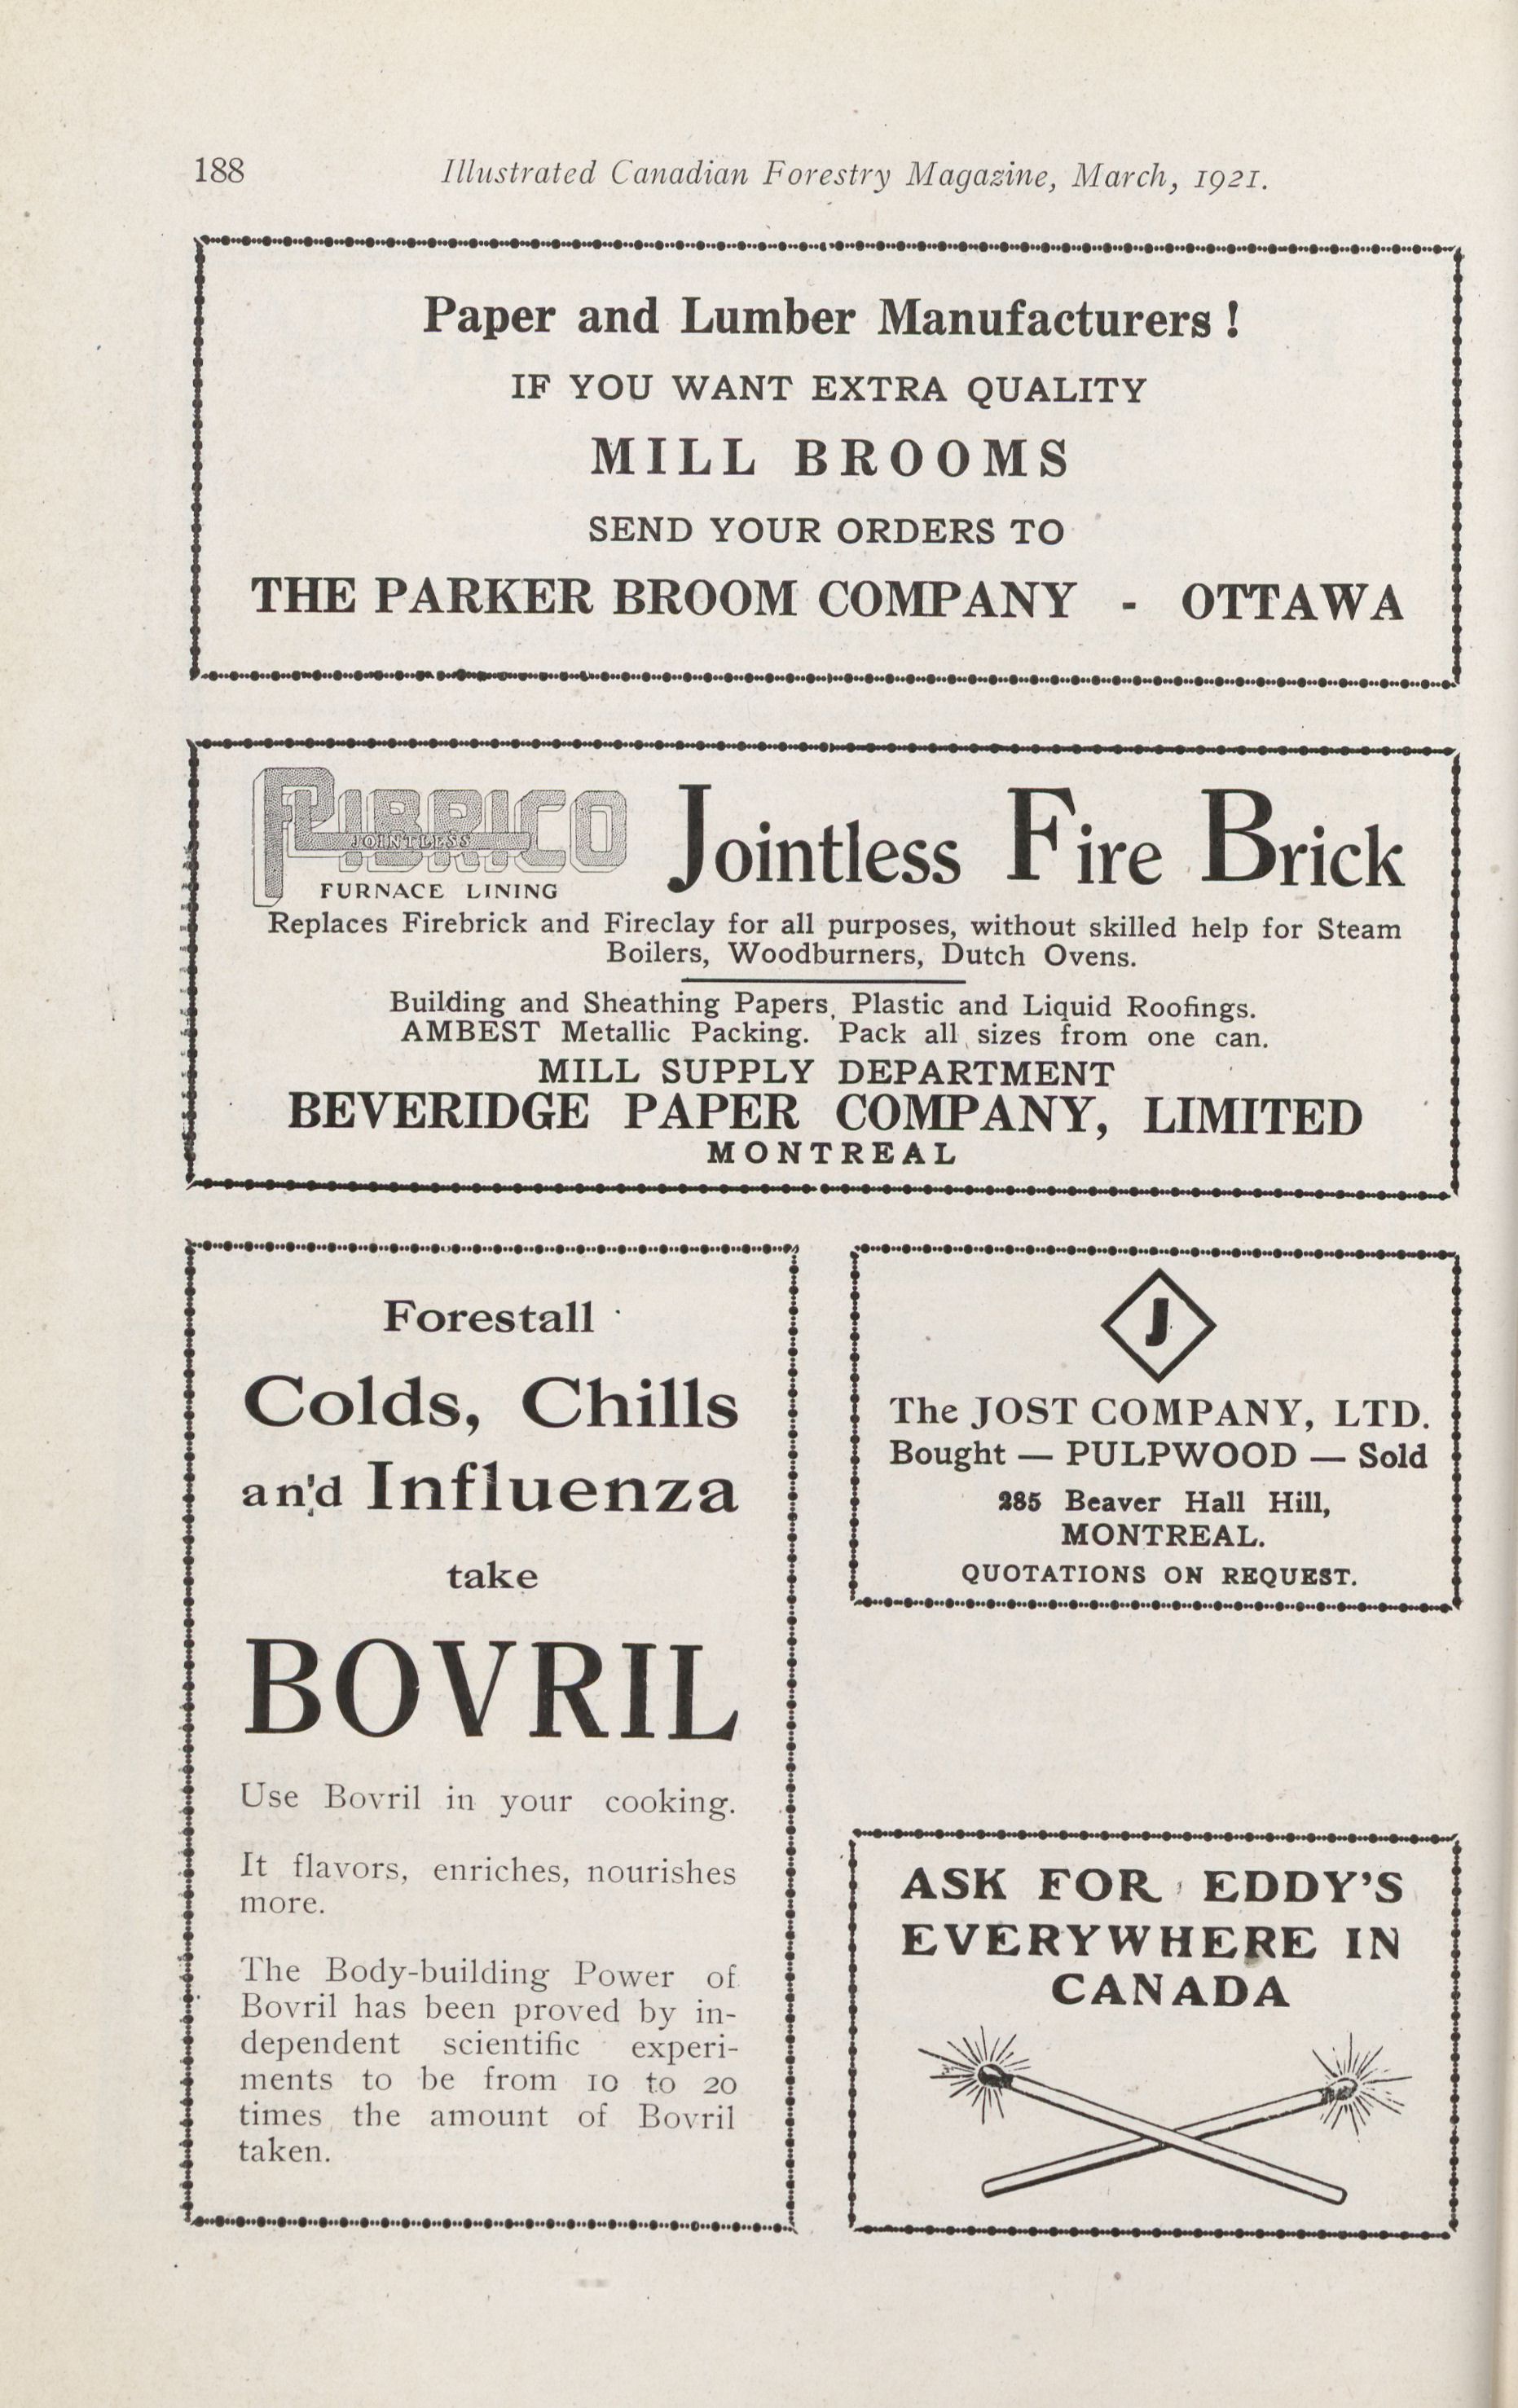 188
Illustrated Canadian Forestry Magazine, March, 1921.
Paper and Lumber Manufacturers !
IF YOU WANT EXTRA QUALITY
MILL BROOMS
SEND YOUR ORDERS TO
THE PARKER BROOM COMPANY - OTTAWA
PLIBRICO
JOINTLESS
FURNACE LINING
Jointless Fire Brick
Replaces Firebrick and Fireclay for all purposes, without skilled help for Steam
Boilers, Woodburners, Dutch Ovens.
Building and Sheathing Papers, Plastic and Liquid Roofings.
AMBEST Metallic Packing. Pack all sizes from one can.
MILL SUPPLY DEPARTMENT
BEVERIDGE PAPER COMPANY, LIMITED
MONTREAL
Forestall
Colds, Chills
and Influenza
take
BOVRIL
Use Bovril in your cooking.
It flavors, enriches, nourishes
more.
The Body-building Power of
Bovril has been proved by in-
dependent scientific experi-
ments to be from 10 to 20
times the amount of Bovril
taken.
J
The JOST COMPANY, LTD.
Bought — PULPWOOD — Sold
285 Beaver Hall Hill,
MONTREAL.
QUOTATIONS ON REQUEST.
ASK FOR EDDY'S
EVERYWHERE IN
CANADA